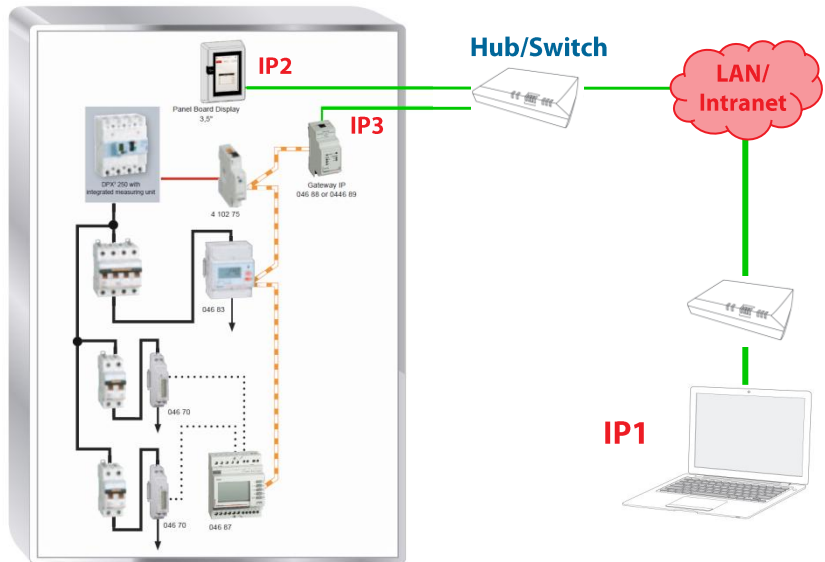 Hub/Switch
IP2
LAN/
Intranet
Panel Board Display
3,5"
IP3
DPX³ 250 with
integrated measuring unit
Gateway IP
046 88 or 0446 89
4 102 75
046 83
046 70
IP1
046 70
046 87